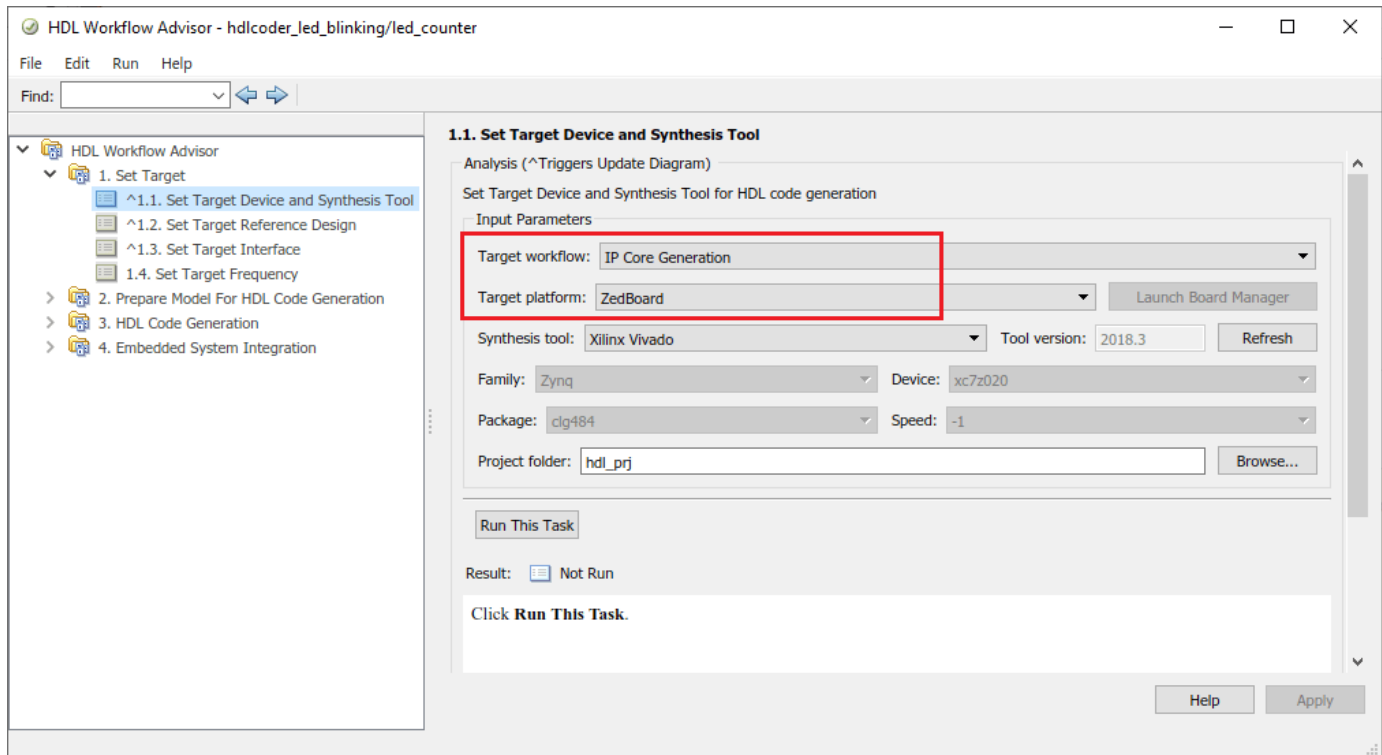 HDL Workflow Advisor - hdlcoder_led_blinking/led_counter
File Edit Run Help
Find:
HDL Workflow Advisor
1. Set Target
^1.1. Set Target Device and Synthesis Tool
^1.2. Set Target Reference Design
^1.3. Set Target Interface
1.4. Set Target Frequency
2. Prepare Model For HDL Code Generation
3. HDL Code Generation
4. Embedded System Integration
1.1. Set Target Device and Synthesis Tool
Analysis (^Triggers Update Diagram)
Set Target Device and Synthesis Tool for HDL code generation
Input Parameters
Target workflow: IP Core Generation
Target platform: ZedBoard Launch Board Manager
Synthesis tool: Xilinx Vivado Tool version: 2018.3 Refresh
Family: Zynq Device: xc7z020
Package: clg484 Speed: -1
Project folder: hdl_prj Browse...
Run This Task
Result: Not Run
Click Run This Task.
Help Apply